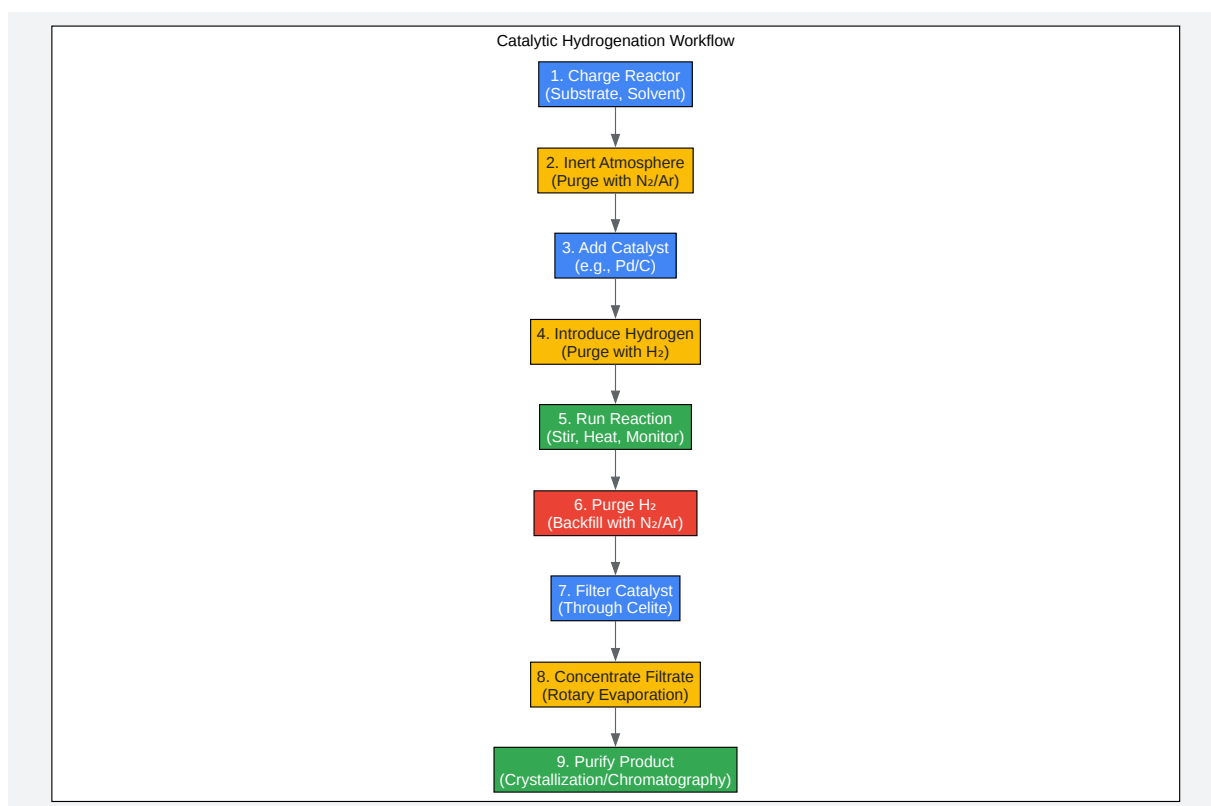 Catalytic Hydrogenation Workflow
1. Charge Reactor
(Substrate, Solvent)
2. Inert Atmosphere
(Purge with N₂/Ar)
3. Add Catalyst
(e.g., Pd/C)
4. Introduce Hydrogen
(Purge with H₂)
5. Run Reaction
(Stir, Heat, Monitor)
6. Purge H₂
(Backfill with N₂/Ar)
7. Filter Catalyst
(Through Celite)
8. Concentrate Filtrate
(Rotary Evaporation)
9. Purify Product
(Crystallization/Chromatography)